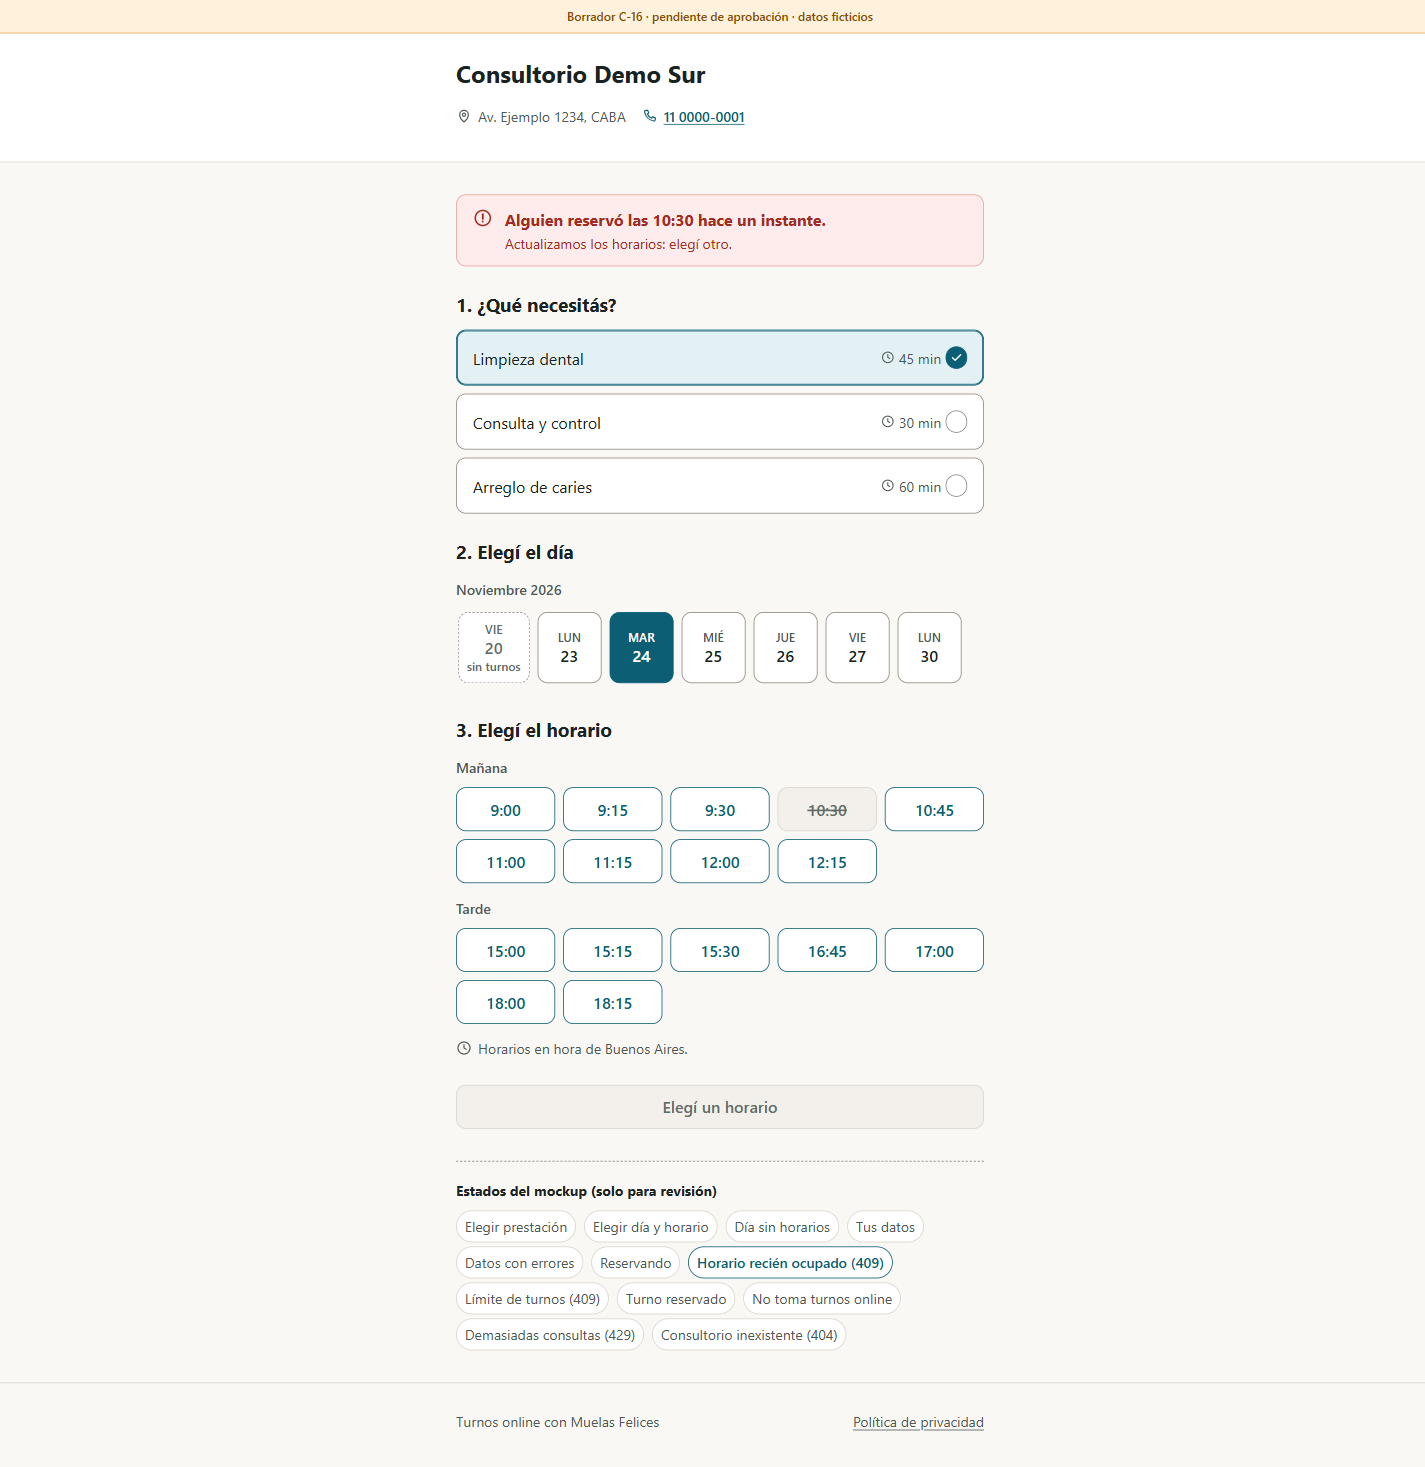 Borrador C-16 · pendiente de aprobación · datos ficticios
Consultorio Demo Sur
Av. Ejemplo 1234, CABA 11 0000-0001
Alguien reservó las 10:30 hace un instante.
Actualizamos los horarios: elegí otro.
1. ¿Qué necesitás?
Limpieza dental 45 min
Consulta y control 30 min
Arreglo de caries 60 min
2. Elegí el día
Noviembre 2026
VIE LUN MAR MIÉ JUE VIE LUN
20 23 24 25 26 27 30
sin turnos
3. Elegí el horario
Mañana
9:00 9:15 9:30 10:30 10:45
11:00 11:15 12:00 12:15
Tarde
15:00 15:15 15:30 16:45 17:00
18:00 18:15
Horarios en hora de Buenos Aires.
Elegí un horario
Estados del mockup (solo para revisión)
Elegir prestación Elegir día y horario Día sin horarios Tus datos
Datos con errores Reservando Horario recién ocupado (409)
Límite de turnos (409) Turno reservado No toma turnos online
Demasiadas consultas (429) Consultorio inexistente (404)
Turnos online con Muelas Felices Política de privacidad